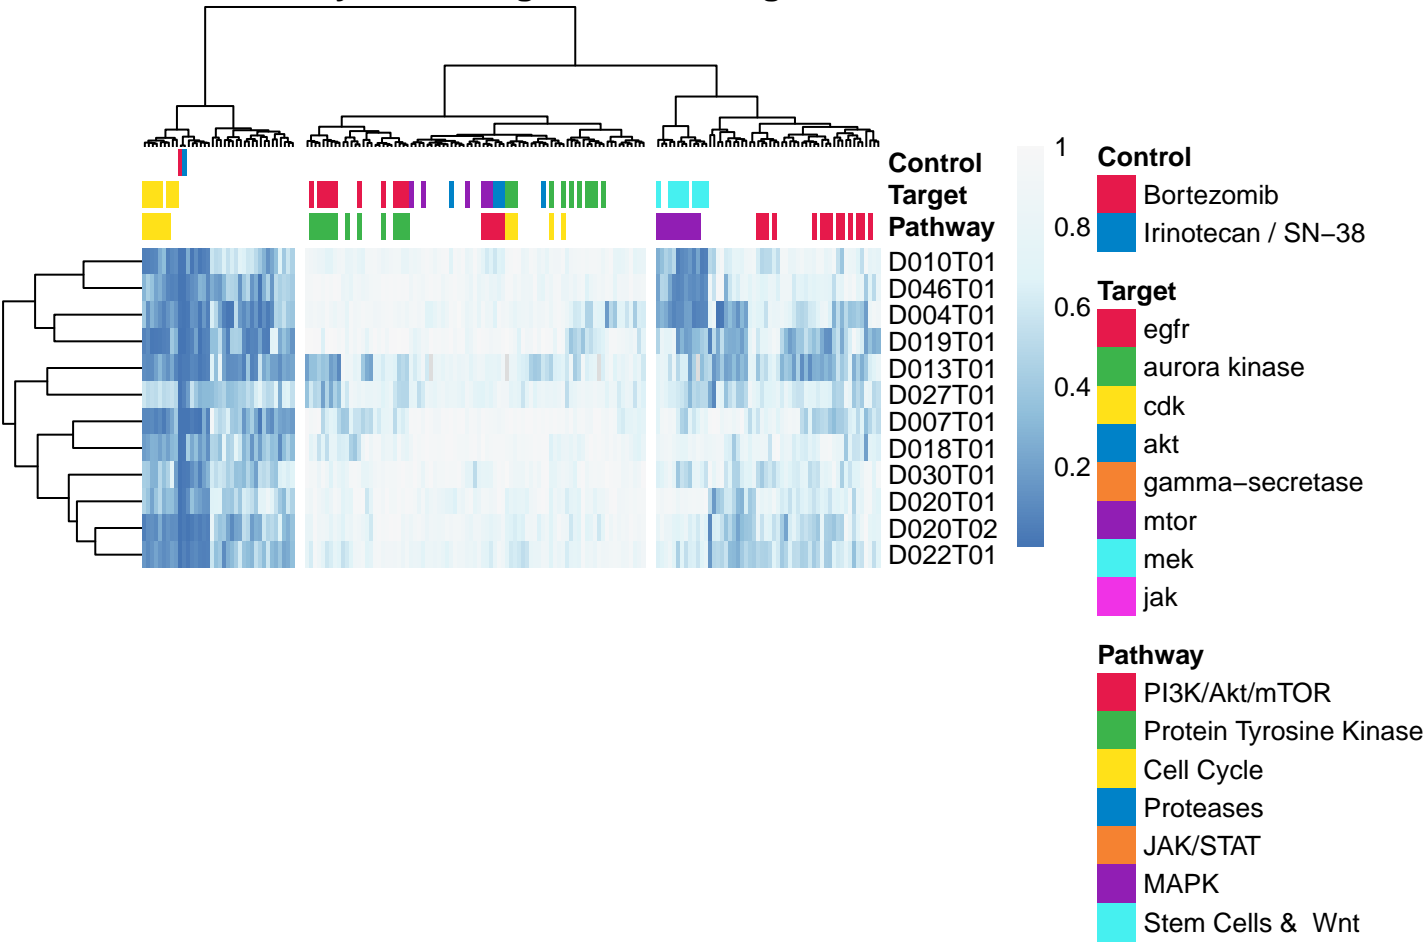 Control
Target
Pathway
D010T01
D046T01
D004T01
D019T01
D013T01
D027T01
D007T01
D018T01
D030T01
D020T01
D020T02
D022T01
1
0.8
0.6
0.4
0.2
Control
Bortezomib
Irinotecan / SN−38
Target
egfr
aurora kinase
cdk
akt
gamma−secretase
mtor
mek
jak
Pathway
PI3K/Akt/mTOR
Protein Tyrosine Kinase
Cell Cycle
Proteases
JAK/STAT
MAPK
Stem Cells & Wnt